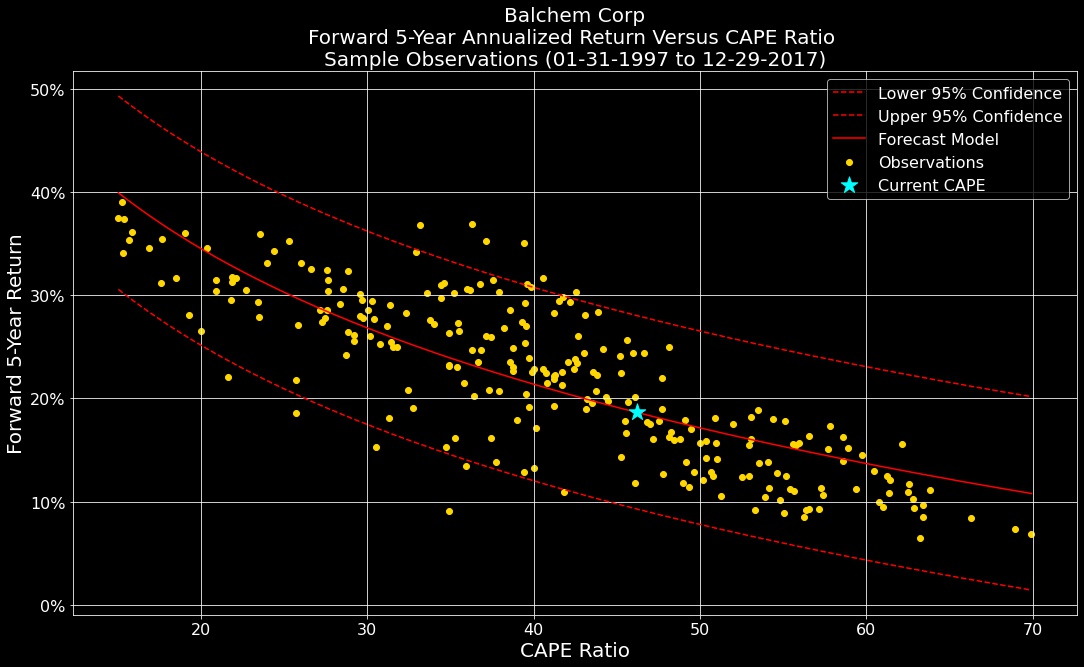 Balchem Corp
Forward 5-Year Annualized Return Versus CAPE Ratio
Sample Observations (01-31-1997 to 12-29-2017)
Lower 95% Confidence
Upper 95% Confidence
Forecast Model
Observations
Current CAPE
Forward 5-Year Return
50%
40%
30%
20%
10%
0%
20 30 40 50 60 70
CAPE Ratio